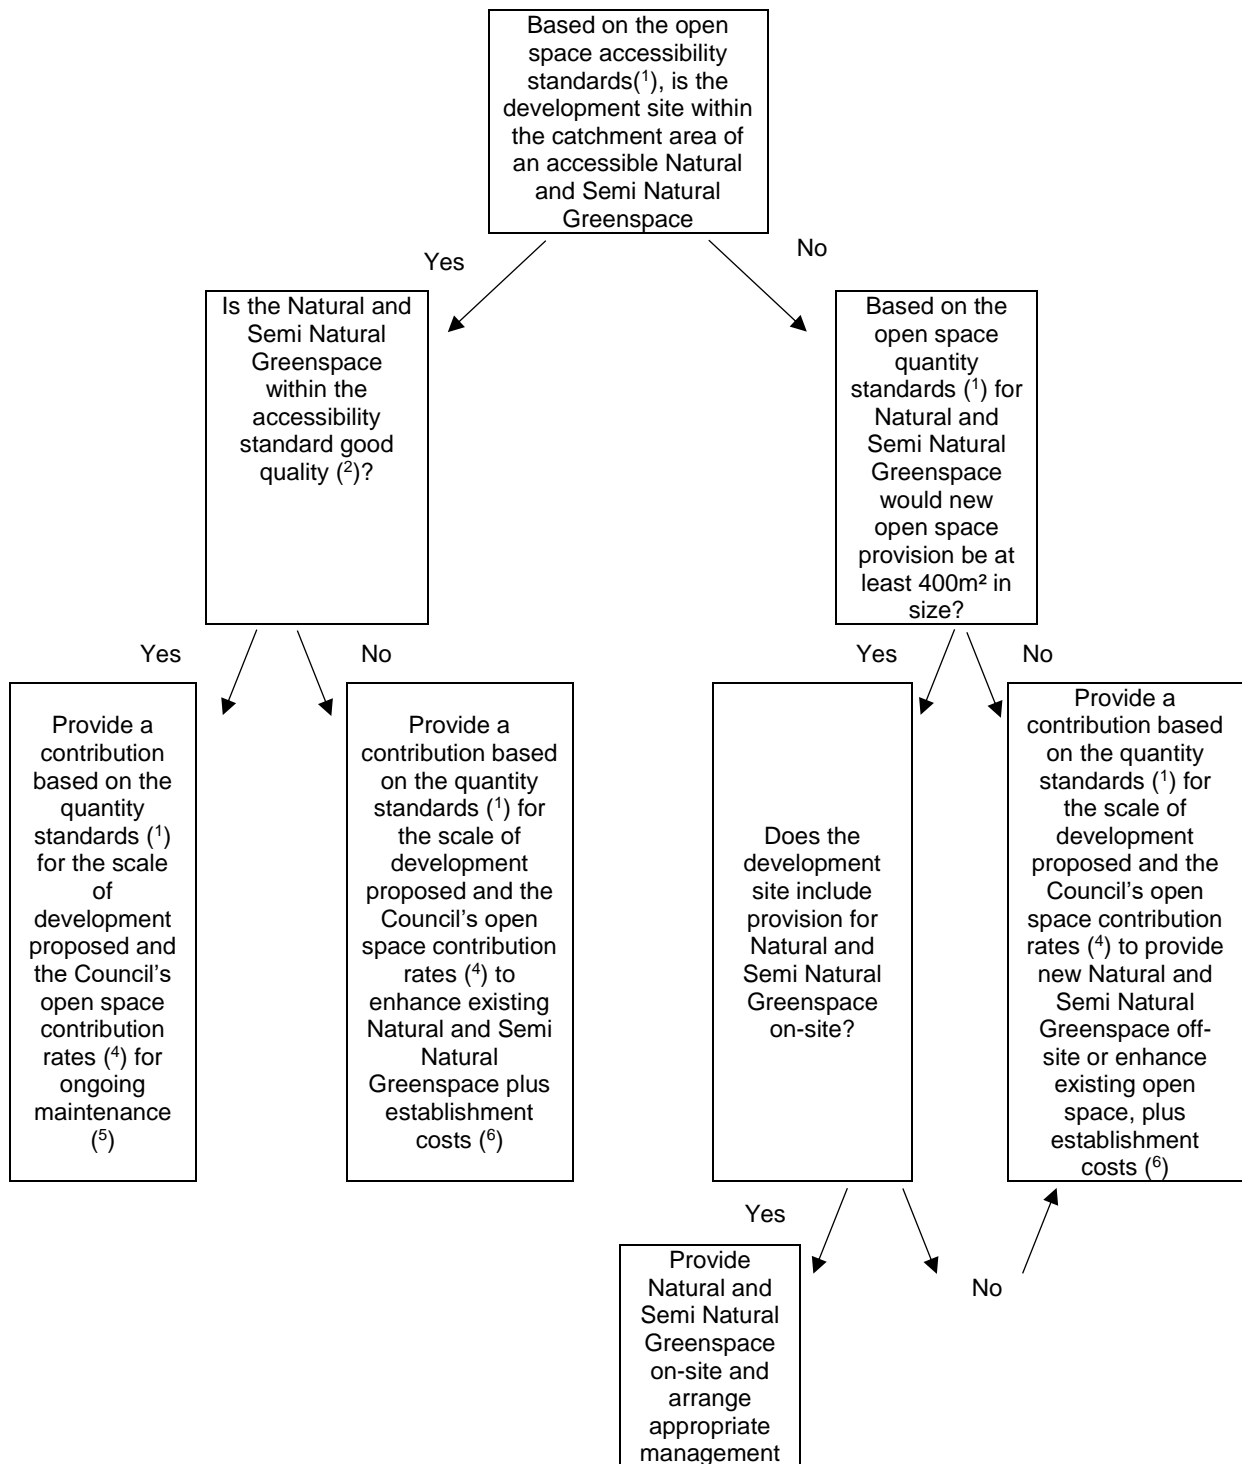 Based on the open
space accessibility
standards(¹), is the
development site within
the catchment area of
an accessible Natural
and Semi Natural
Greenspace
Yes
No
Is the Natural and
Semi Natural
Greenspace
within the
accessibility
standard good
quality (²)?
Based on the
open space
quantity
standards (¹) for
Natural and
Semi Natural
Greenspace
would new
open space
provision be at
least 400m² in
size?
Yes
No
Yes
No
Provide a
contribution
based on the
quantity
standards (¹)
for the scale
of
development
proposed and
the Council’s
open space
contribution
rates (⁴) for
ongoing
maintenance
(⁵)
Provide a
contribution based
on the quantity
standards (¹) for
the scale of
development
proposed and the
Council’s open
space contribution
rates (⁴) to
enhance existing
Natural and Semi
Natural
Greenspace plus
establishment
costs (⁶)
Does the
development
site include
provision for
Natural and
Semi Natural
Greenspace
on-site?
Provide a
contribution based
on the quantity
standards (¹) for
the scale of
development
proposed and the
Council’s open
space contribution
rates (⁴) to provide
new Natural and
Semi Natural
Greenspace off-
site or enhance
existing open
space, plus
establishment
costs (⁶)
Yes
No
Provide
Natural and
Semi Natural
Greenspace
on-site and
arrange
appropriate
management